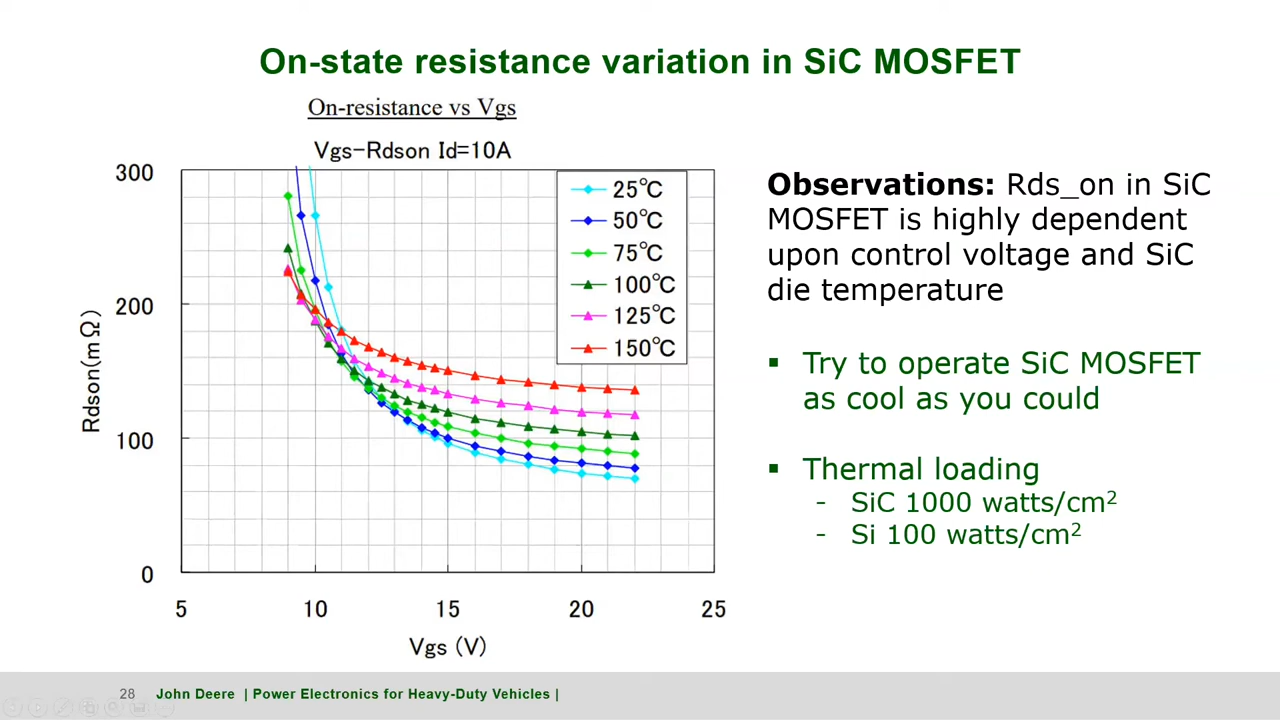 On-state resistance variation in SiC MOSFET
On-resistance vs Vgs
Vgs-Rdson Id=10A
300
200
100
0
Rdson(mΩ)
5
10
15
20
25
Vgs (V)
25℃
50℃
75℃
100℃
125℃
150℃
Observations: Rds_on in SiC
MOSFET is highly dependent
upon control voltage and SiC
die temperature
▪ Try to operate SiC MOSFET
as cool as you could
▪ Thermal loading
- SiC 1000 watts/cm²
- Si 100 watts/cm²
28 John Deere | Power Electronics for Heavy-Duty Vehicles |